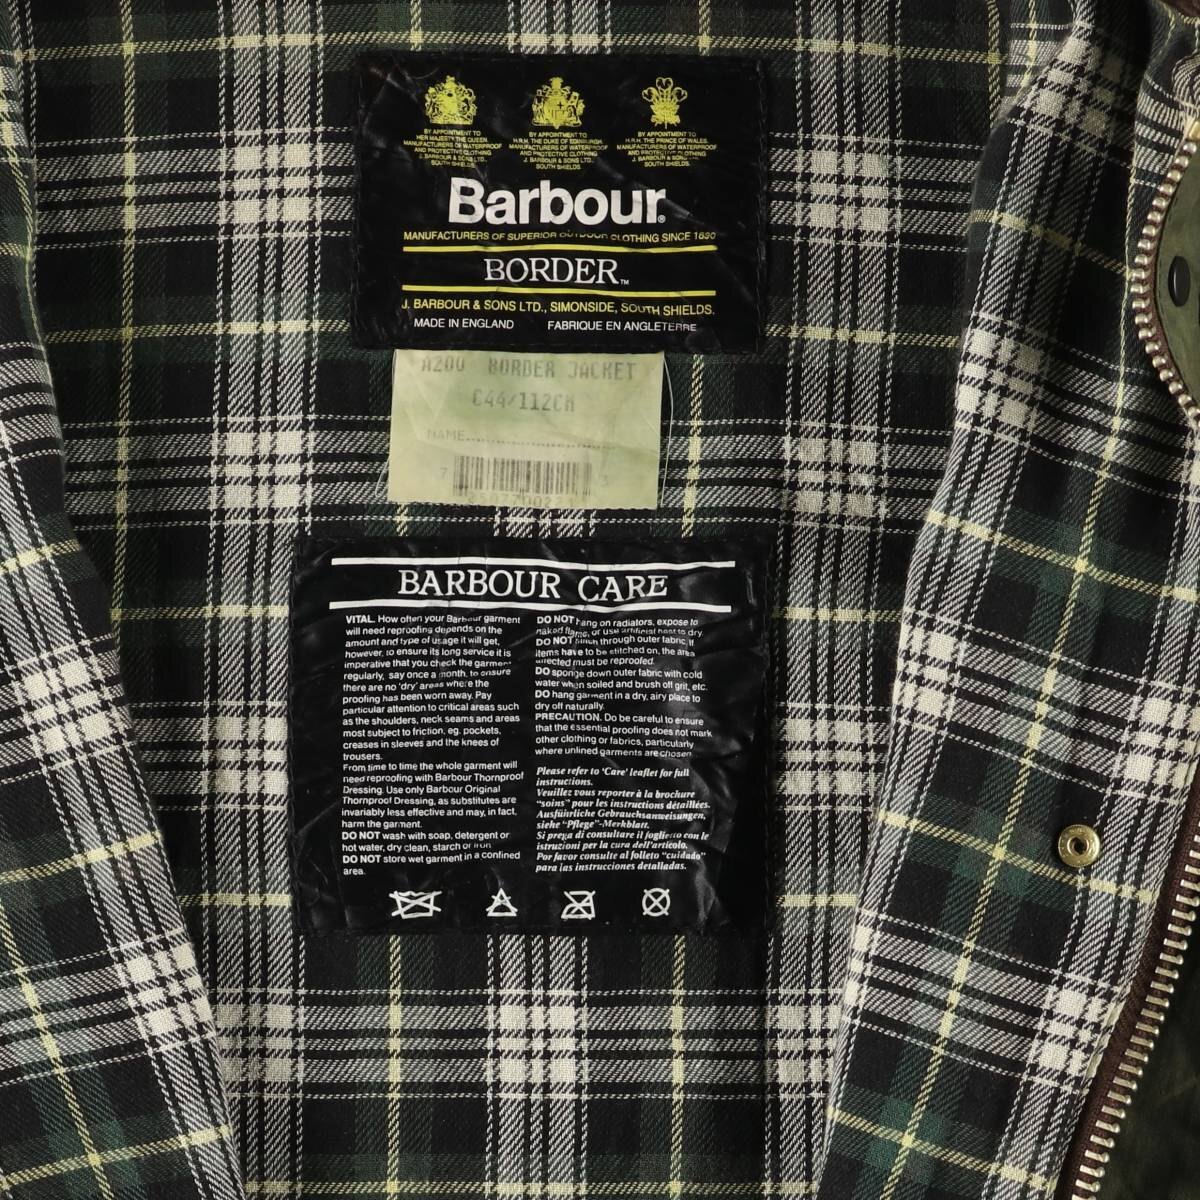 BY APPOINTMENT TO
HER MAJESTY THE QUEEN.
MANUFACTURERS OF WATERPROOF
AND PROTECTIVE CLOTHING
J. BARBOUR & SONS LTD.,
SOUTH SHIELDS
BY APPOINTMENT TO
H.R.H. THE DUKE OF EDINBURGH.
MANUFACTURERS OF WATERPROOF
AND PROTECTIVE CLOTHING
J. BARBOUR & SONS LTD.
SOUTH SHIELDS.
BY APPOINTMENT TO
H.R.H. THE PRINCE OF WALES.
MANUFACTURERS OF WATERPROOF
AND PROTECTIVE CLOTHING
J. BARBOUR & SONS LTD.
SOUTH SHIELDS.
Barbour®
MANUFACTURERS OF SUPERIOR OUTDOOR CLOTHING SINCE 1890
BORDER™
J. BARBOUR & SONS LTD., SIMONSIDE, SOUTH SHIELDS.
MADE IN ENGLAND FABRIQUE EN ANGLETERRE
A200 BORDER JACKET
C44/112CM
NAME
BARBOUR CARE
VITAL. How often your Barbour garment
will need reproofing depends on the
amount and type of usage it will get,
however, to ensure its long service it is
imperative that you check the garment
regularly, say once a month, to ensure
there are no 'dry' areas where the
proofing has been worn away. Pay
particular attention to critical areas such
as the shoulders, neck seams and areas
most subject to friction, eg. pockets,
creases in sleeves and the knees of
trousers.
From time to time the whole garment will
need reproofing with Barbour Thornproof
Dressing. Use only Barbour Original
Thornproof Dressing, as substitutes are
invariably less effective and may, in fact,
harm the garment.
DO NOT wash with soap, detergent or
hot water, dry clean, starch or iron.
DO NOT store wet garment in a confined
area.
DO NOT hang on radiators, expose to
naked flame, or use artificial heat to dry.
DO NOT stitch through outer fabric, if
items have to be stitched on, the area
affected must be reproofed.
DO sponge down outer fabric with cold
water when soiled and brush off grit, etc.
DO hang garment in a dry, airy place to
dry off naturally.
PRECAUTION. Do be careful to ensure
that the essential proofing does not mark
other clothing or fabrics, particularly
where unlined garments are chosen.
Please refer to 'Care' leaflet for full
instructions.
Veuillez vous reporter à la brochure
"soins" pour les instructions détaillées.
Ausführliche Gebrauchsanweisungen,
siehe "Pflege"-Merkblatt.
Si prega di consultare il foglietto con le
istruzioni per la cura dell'articolo.
Por favor consulte al folleto "cuidado"
para las instrucciones detalladas.